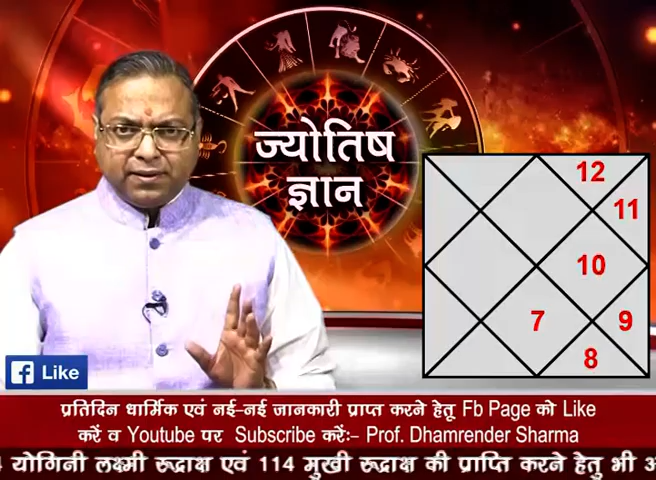 ज्योतिष
ज्ञान
12
11
10
7
9
8
Like
प्रतिदिन धार्मिक एवं नई-नई जानकारी प्राप्त करने हेतू Fb Page को Like
करें व Youtube पर Subscribe करें:- Prof. Dhamrender Sharma
योगिनी लक्ष्मी रूद्राक्ष एवं 114 मुखी रूद्राक्ष की प्राप्ति करने हेतु भी